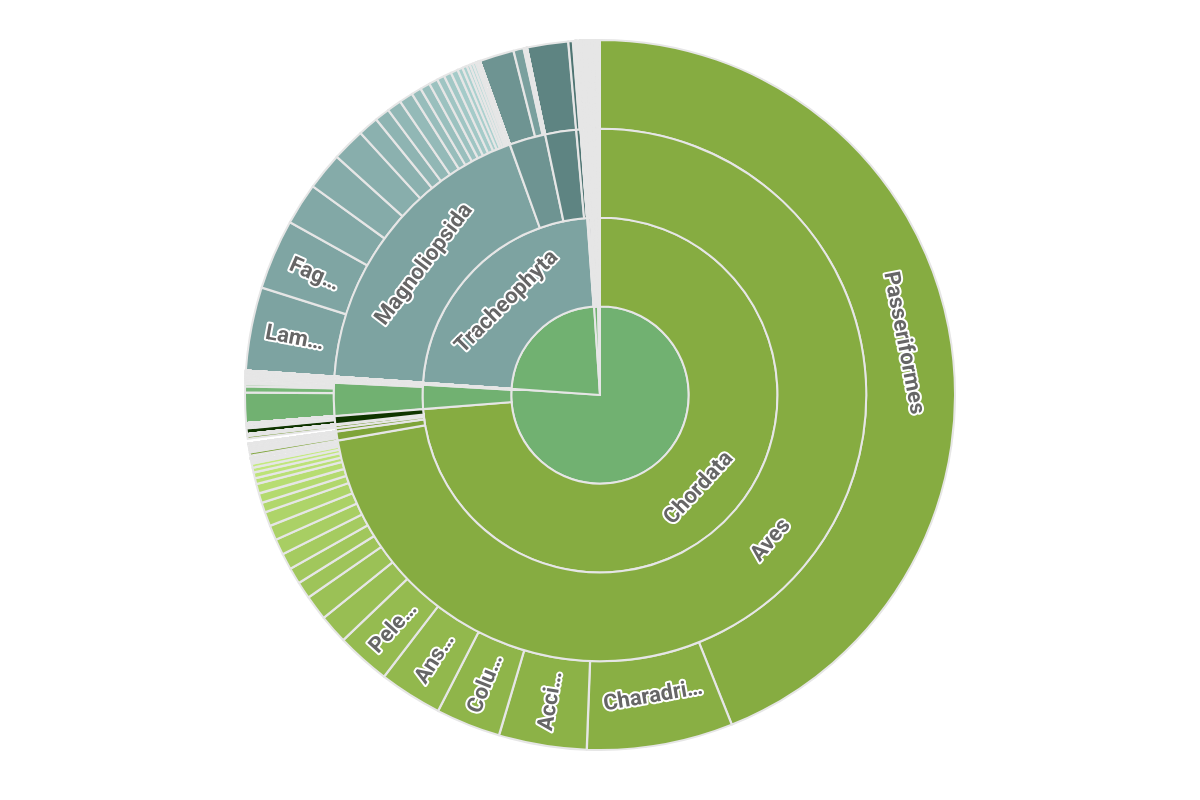 Fag...
Magnoliopsida
Tracheophyta
Lam...
Passeriformes
Chordata
Aves
Pele...
Ans...
Colu...
Acci...
Charadri...